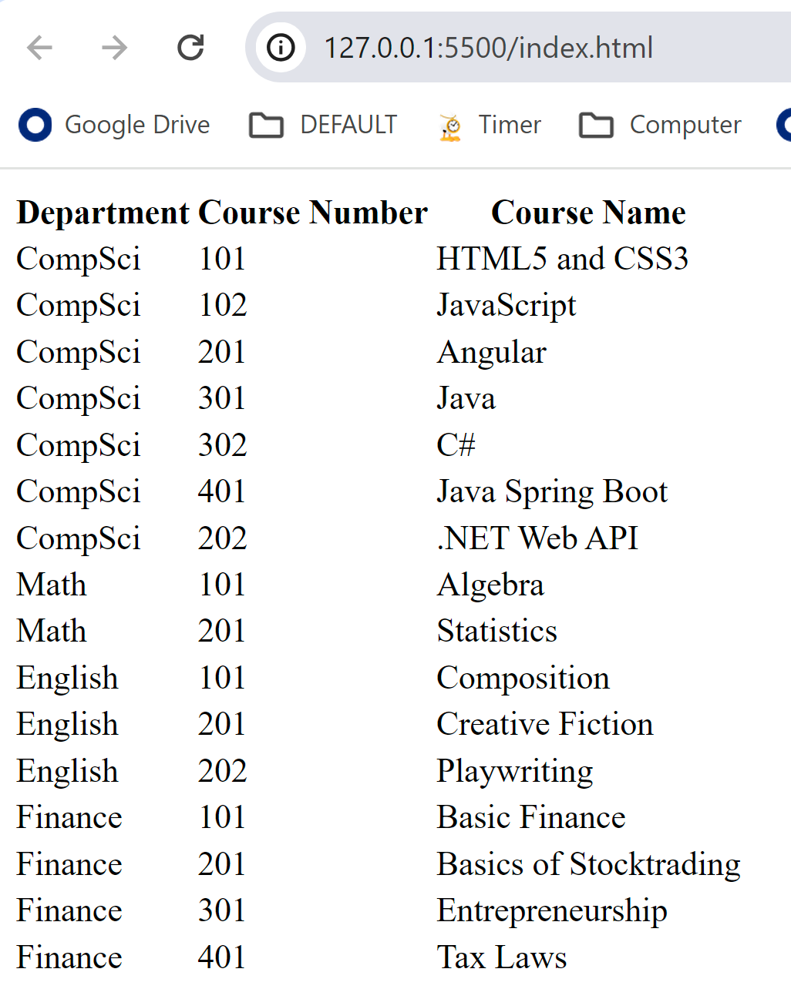 127.0.0.1:5500/index.html
Google Drive DEFAULT Timer Computer
Department Course Number Course Name
CompSci 101 HTML5 and CSS3
CompSci 102 JavaScript
CompSci 201 Angular
CompSci 301 Java
CompSci 302 C#
CompSci 401 Java Spring Boot
CompSci 202 .NET Web API
Math 101 Algebra
Math 201 Statistics
English 101 Composition
English 201 Creative Fiction
English 202 Playwriting
Finance 101 Basic Finance
Finance 201 Basics of Stocktrading
Finance 301 Entrepreneurship
Finance 401 Tax Laws